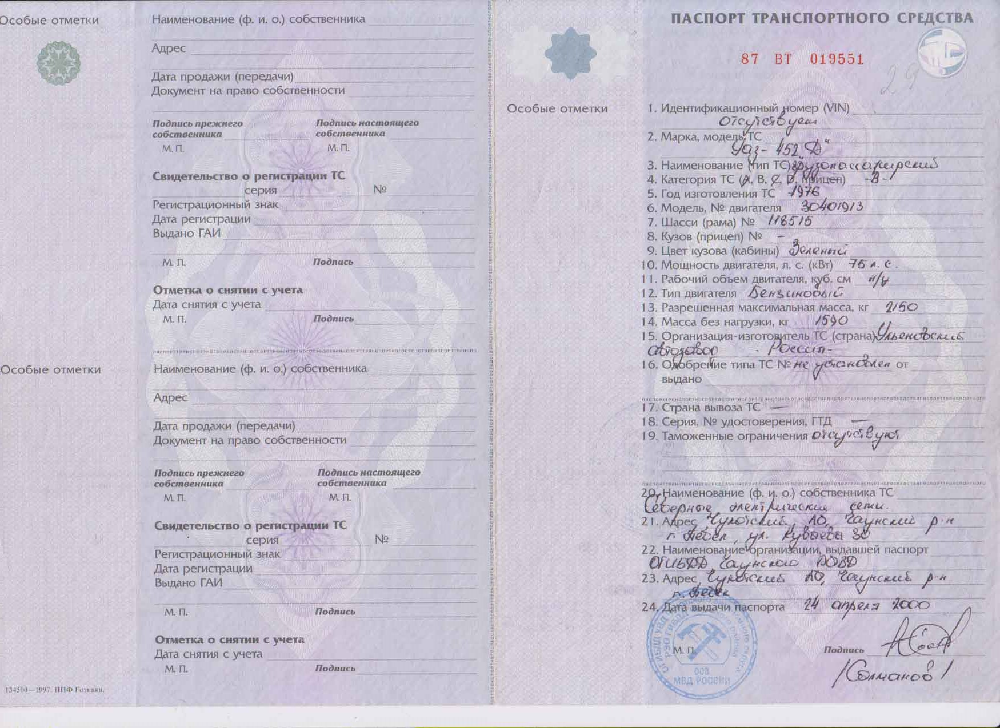 Особые отметки
Наименование (ф. и. о.) собственника
Адрес
Дата продажи (передачи)
Документ на право собственности
Подпись прежнего собственника
Подпись настоящего собственника
М. П.
М. П.
Свидетельство о регистрации ТС
серия №
Регистрационный знак
Дата регистрации
Выдано ГАИ
М. П. Подпись
Отметка о снятии с учета
Дата снятия с учета
М. П. Подпись
Особые отметки
Наименование (ф. и. о.) собственника
Адрес
Дата продажи (передачи)
Документ на право собственности
Подпись прежнего собственника
Подпись настоящего собственника
М. П.
М. П.
Свидетельство о регистрации ТС
серия №
Регистрационный знак
Дата регистрации
Выдано ГАИ
М. П. Подпись
Отметка о снятии с учета
Дата снятия с учета
М. П. Подпись
134500—1997. ППФ Гознака.
ПАСПОРТ ТРАНСПОРТНОГО СРЕДСТВА
87 ВТ 019551
29
Особые отметки
1. Идентификационный номер (VIN)
отсутствует
2. Марка, модель ТС
Уаз- 452 „Д"
3. Наименование (тип ТС) грузопассажирский
4. Категория ТС (А, В, С, D, прицеп) -В-
5. Год изготовления ТС 1976
6. Модель, № двигателя 30401913
7. Шасси (рама) № 118515
8. Кузов (прицеп) № –
9. Цвет кузова (кабины) Зеленый
10. Мощность двигателя, л. с. (кВт) 75 л. с.
11. Рабочий объем двигателя, куб. см н/у
12. Тип двигателя Бензиновый
13. Разрешенная максимальная масса, кг 2150
14. Масса без нагрузки, кг 1590
15. Организация-изготовитель ТС (страна) Ульяновский
автозавод - Россия-
16. Одобрение типа ТС № не установлен от
выдано
17. Страна вывоза ТС —
18. Серия, № удостоверения, ГТД —
19. Таможенные ограничения отсутствуют
20. Наименование (ф. и. о.) собственника ТС
Северные электрические сети.
21. Адрес Чукотский АО, Чаунский р-н
г. Певек, ул. Куваева 30
22. Наименование организации, выдавшей паспорт
ОГИБДД Чаунского РОВД
23. Адрес Чукотский АО, Чаунский р-н
г. Певек
24. Дата выдачи паспорта 24 апреля 2000
М. П. Подпись
003
МВД РОССИИ